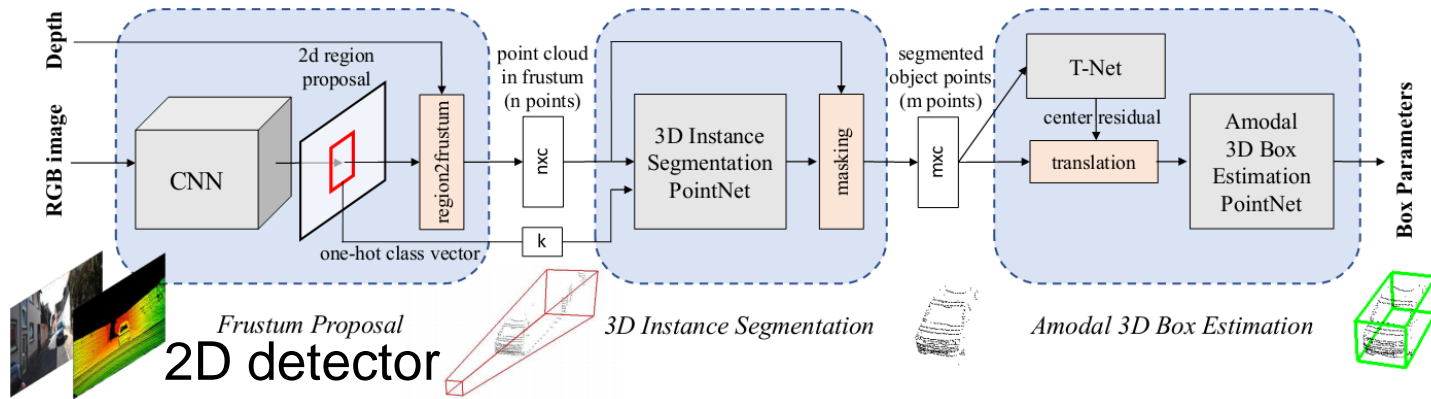 Depth
RGB image
CNN
2d region
proposal
region2frustum
one-hot class vector
point cloud
in frustum
(n points)
nxc
k
3D Instance
Segmentation
PointNet
masking
segmented
object points
(m points)
mxc
T-Net
center residual
translation
Amodal
3D Box
Estimation
PointNet
Box Parameters
Frustum Proposal
3D Instance Segmentation
Amodal 3D Box Estimation
2D detector